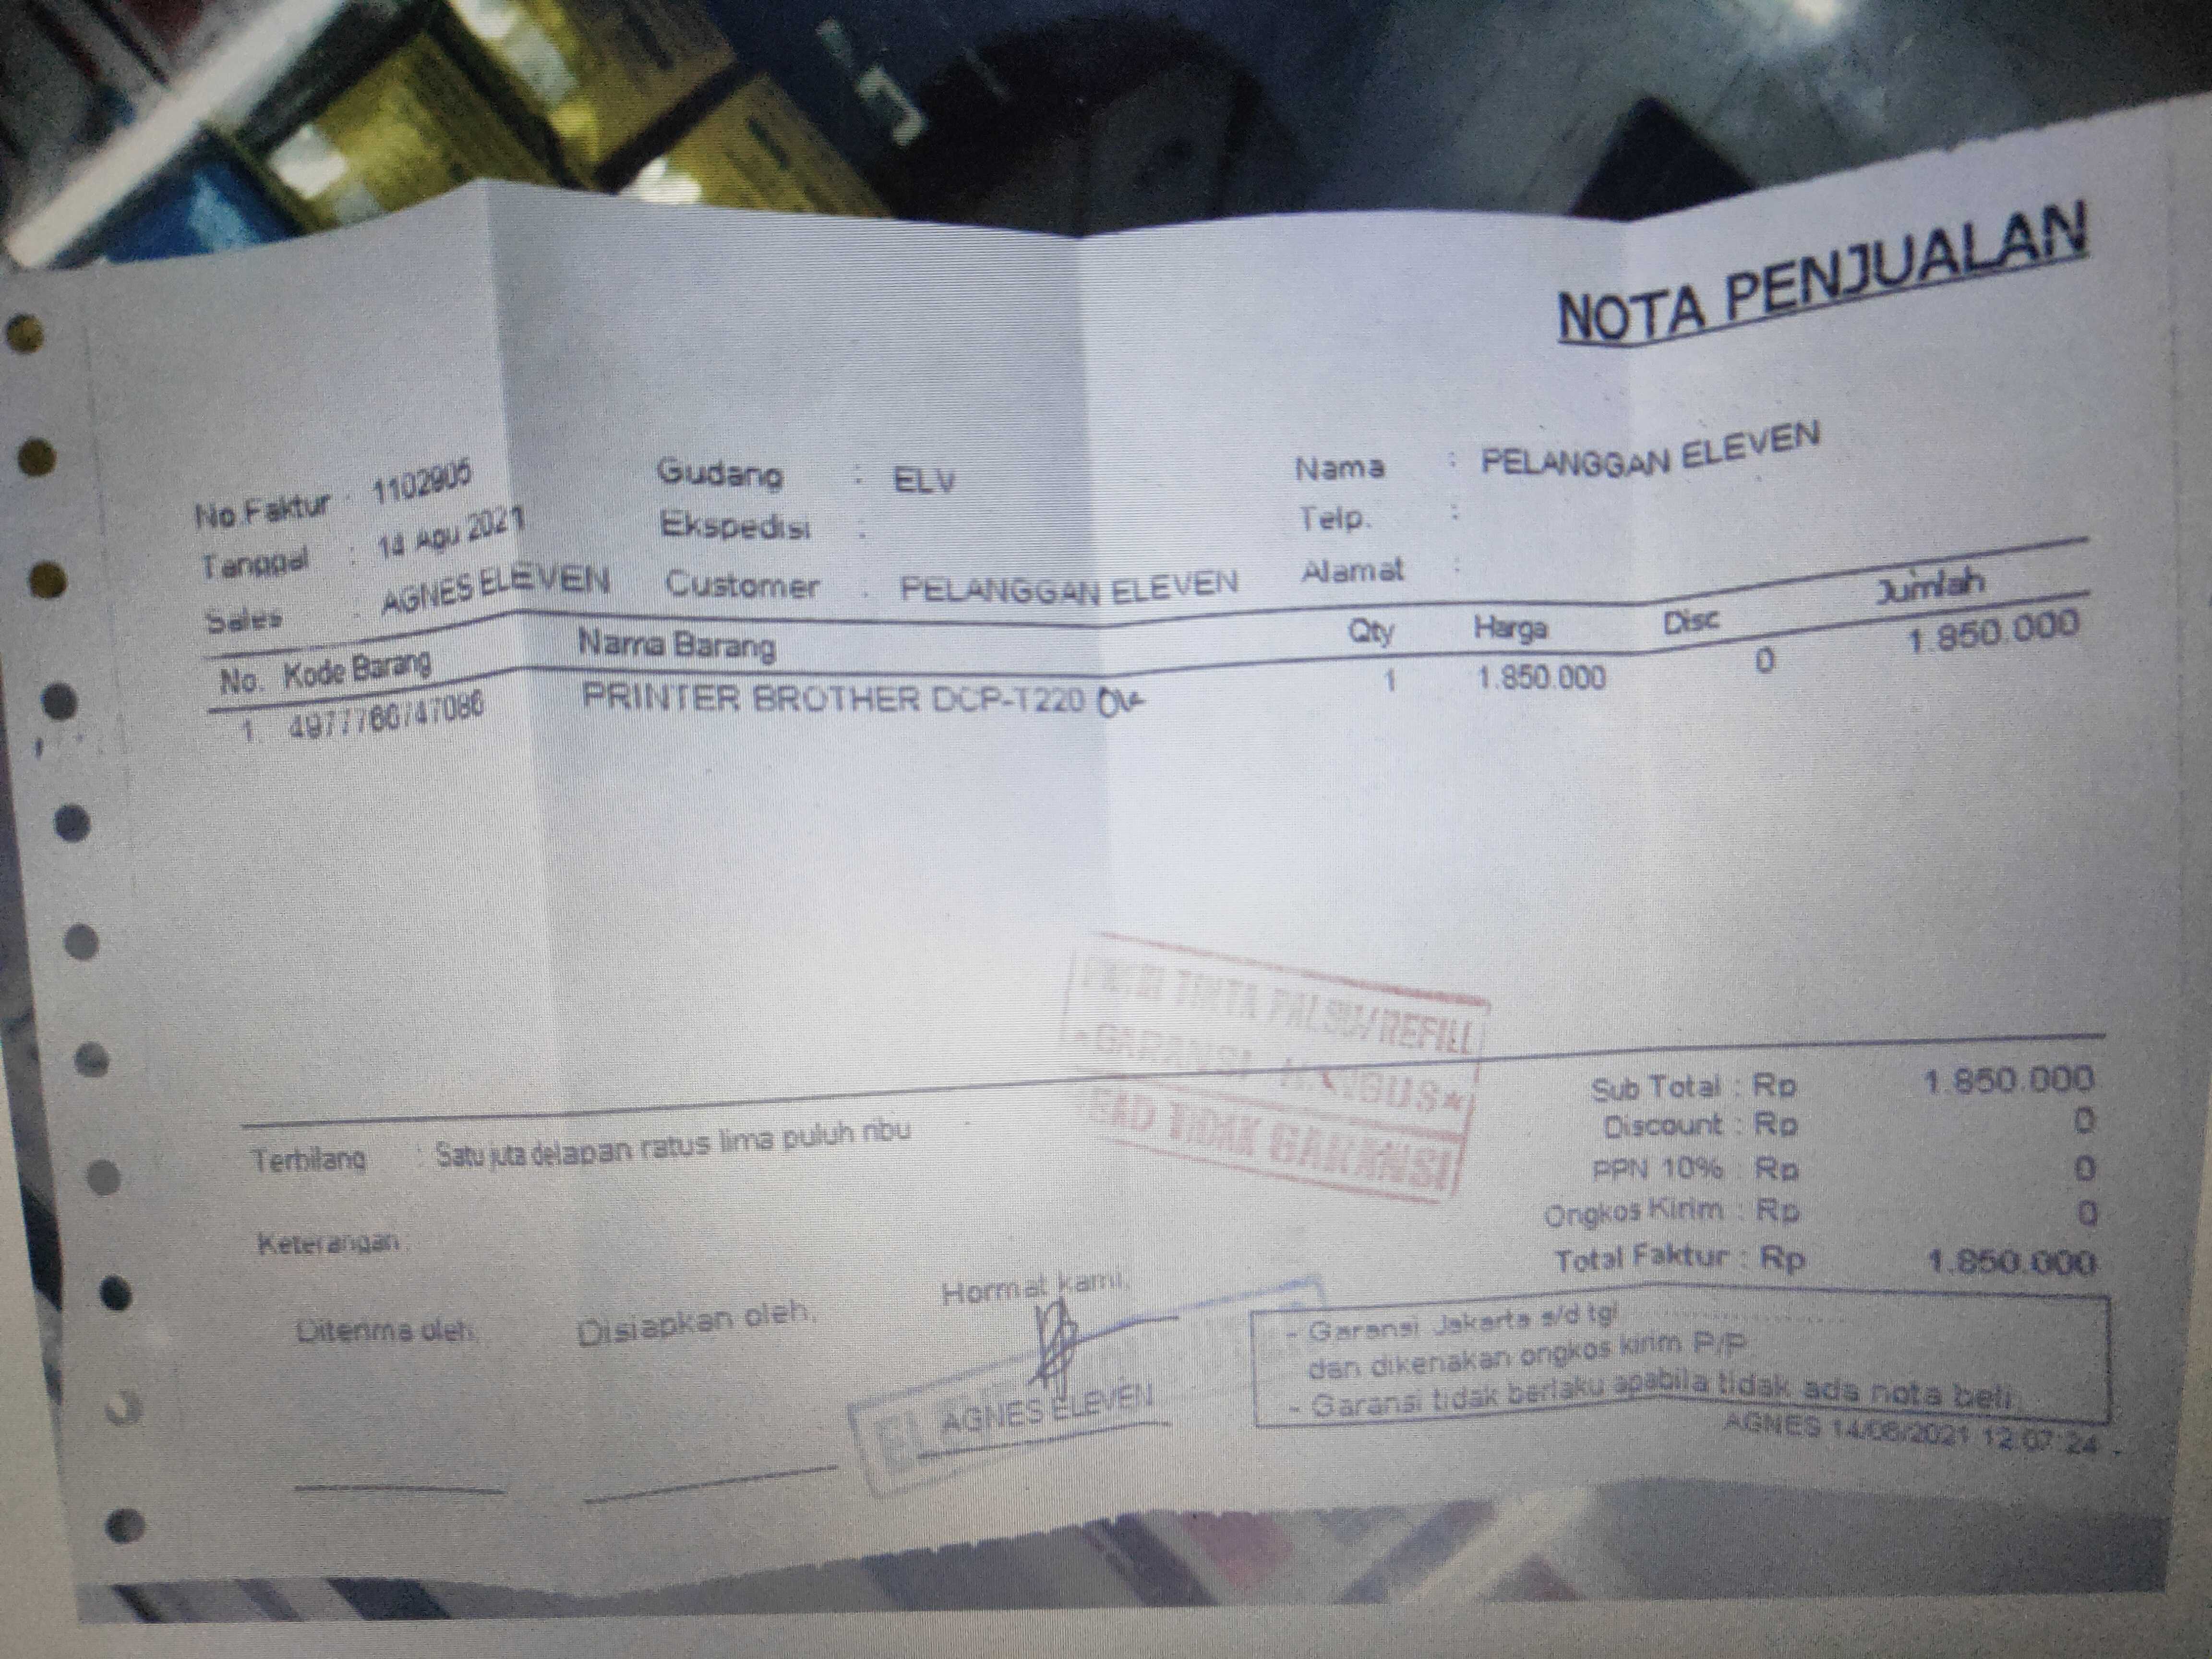 NOTA PENJUALAN
No.Faktur : 1102905 Gudang : ELV Nama : PELANGGAN ELEVEN
Tanggal : 14 Agu 2021 Ekspedisi : Telp. :
Sales : AGNES ELEVEN Customer : PELANGGAN ELEVEN Alamat :
No. Kode Barang Nama Barang Qty Harga Disc Jumlah
1. 4977766747086 PRINTER BROTHER DCP-T220 1 1.850.000 0 1.850.000
TINTA PALSU/REFILL
*GARANSI HANGUS*
HEAD TIDAK GARANSI
Sub Total : Rp 1.850.000
Discount : Rp 0
PPN 10% : Rp 0
Ongkos Kirim : Rp 0
Total Faktur : Rp 1.850.000
Terbilang : Satu juta delapan ratus lima puluh ribu
Keterangan :
Diterima oleh, Disiapkan oleh, Hormat kami,
AGNES ELEVEN
- Garansi Jakarta s/d tgl ....................
dan dikenakan ongkos kirim P/P
- Garansi tidak berlaku apabila tidak ada nota beli
AGNES 14/08/2021 12:07:24